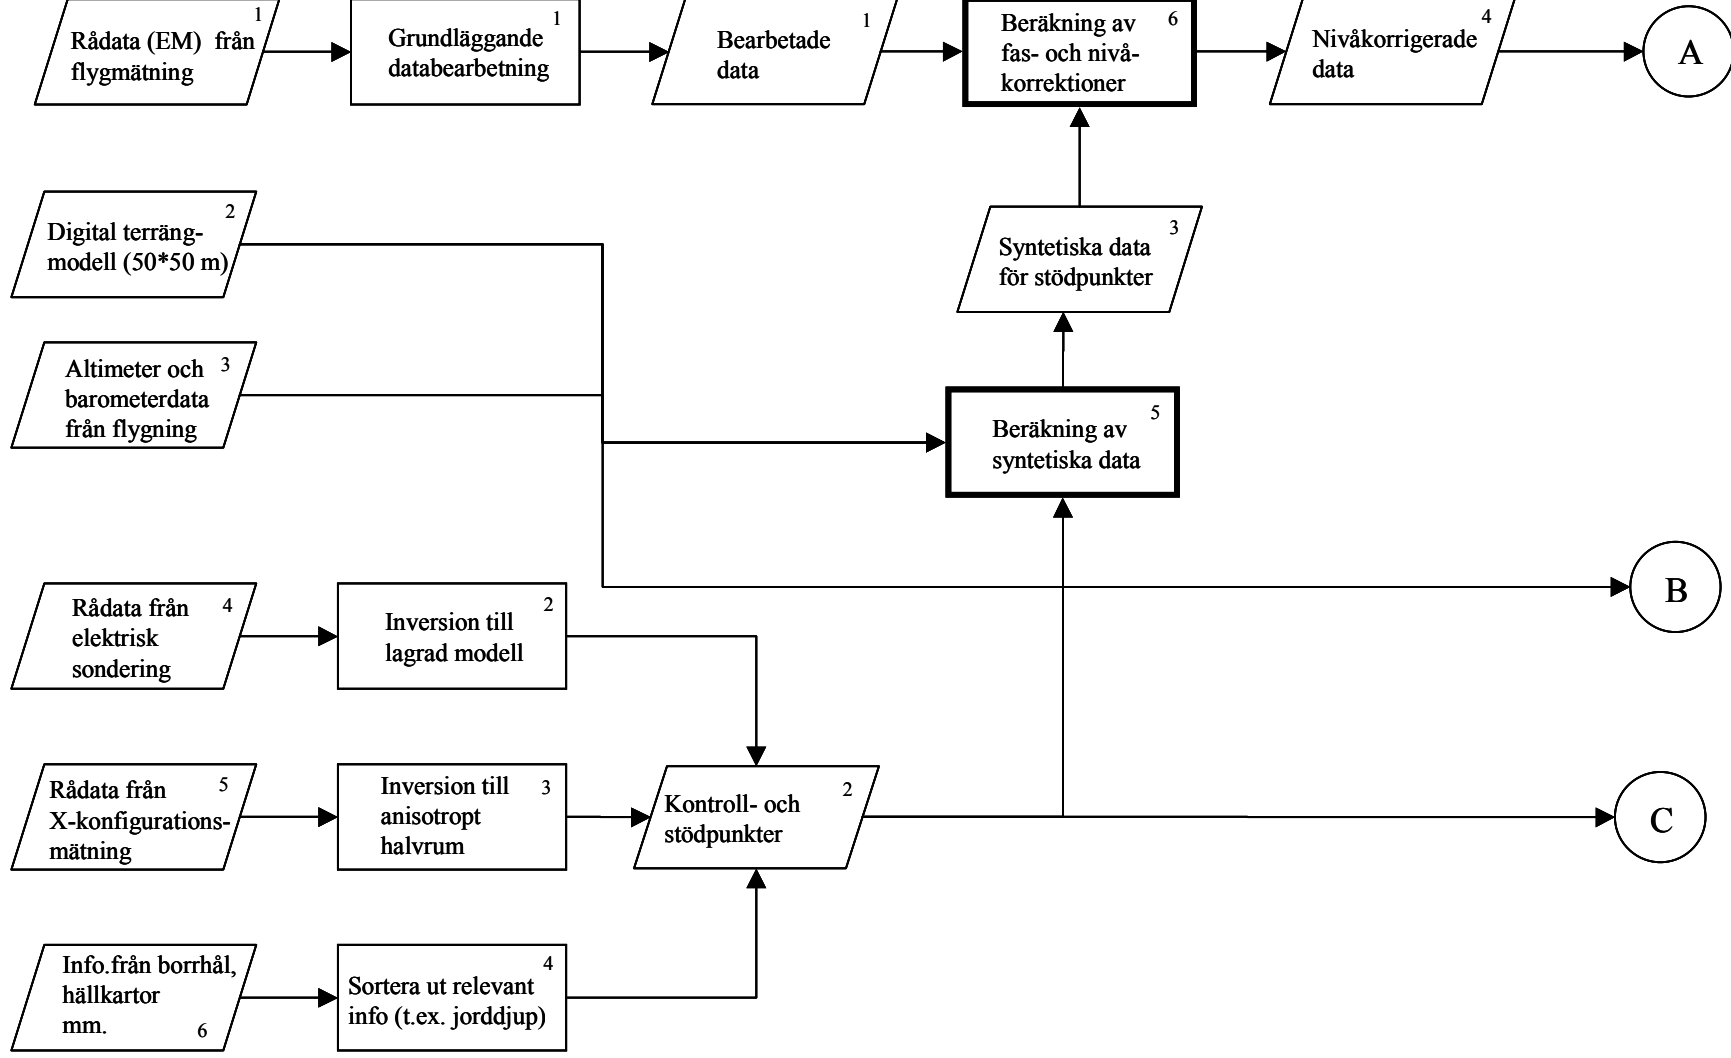 1
Rådata (EM) från
flygmätning
1
Grundläggande
databearbetning
1
Bearbetade
data
6
Beräkning av
fas- och nivå-
korrektioner
4
Nivåkorrigerade
data
A
2
Digital terräng-
modell (50*50 m)
3
Syntetiska data
för stödpunkter
3
Altimeter och
barometerdata
från flygning
5
Beräkning av
syntetiska data
B
4
Rådata från
elektrisk
sondering
2
Inversion till
lagrad modell
5
Rådata från
X-konfigurations-
mätning
3
Inversion till
anisotropt
halvrum
2
Kontroll- och
stödpunkter
C
Info.från borrhål,
hällkartor
mm.
6
4
Sortera ut relevant
info (t.ex. jorddjup)